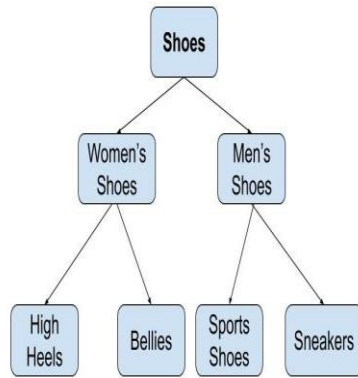 Shoes
Women's
Shoes
Men's
Shoes
High
Heels
Bellies
Sports
Shoes
Sneakers